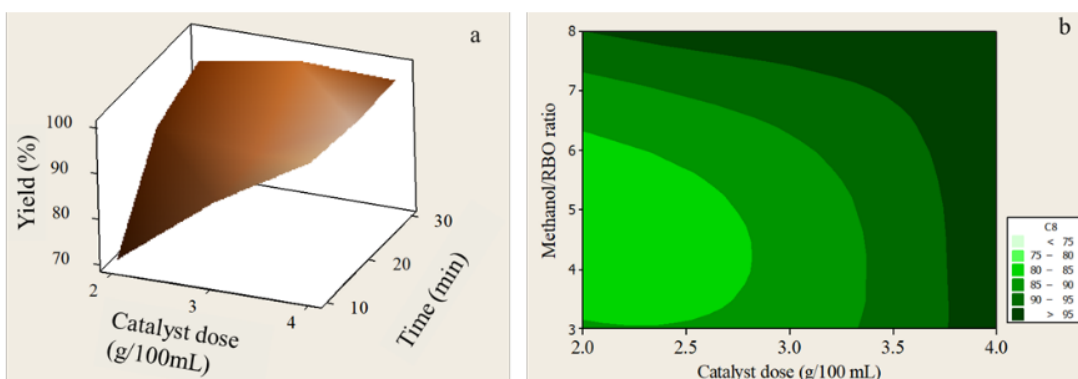 a
100
90
80
70
Yield (%)
2
3
4
Catalyst dose
(g/100mL)
10
20
30
Time (min)
b
8
7
6
5
4
3
Methanol/RBO ratio
2.0
2.5
3.0
3.5
4.0
Catalyst dose (g/100 mL)
C8
< 75
75 – 80
80 – 85
85 – 90
90 – 95
> 95